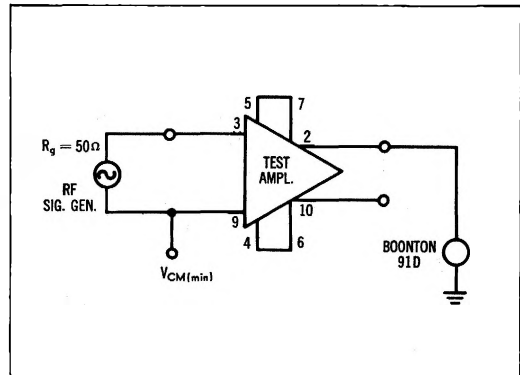 5 7
3 2
R_g = 50Ω
TEST
AMPL.
RF
SIG. GEN.
9 10
4 6
V_CM(min)
BOONTON
91D